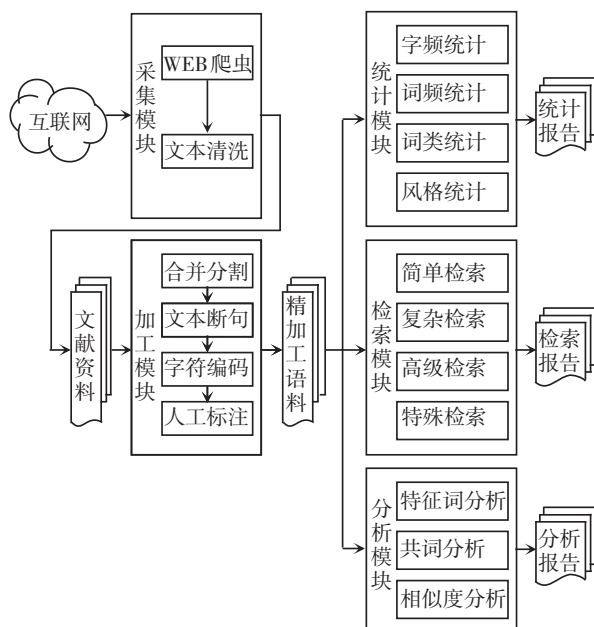 互联网
采集模块
WEB 爬虫
文本清洗
文献资料
加工模块
合并分割
文本断句
字符编码
人工标注
精加工语料
统计模块
字频统计
词频统计
词类统计
风格统计
统计
报告
检索模块
简单检索
复杂检索
高级检索
特殊检索
检索
报告
分析模块
特征词分析
共词分析
相似度分析
分析
报告